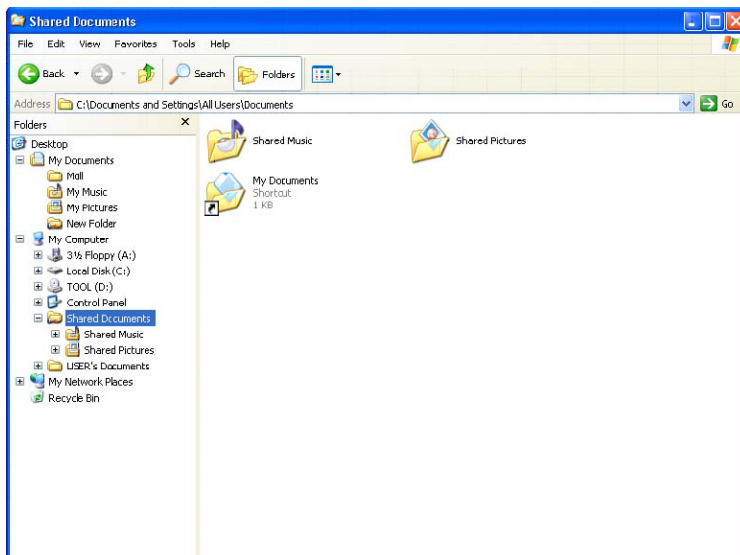 Shared Documents
File Edit View Favorites Tools Help
Back Search Folders
Address C:\Documents and Settings\All Users\Documents Go
Folders X
Desktop
My Documents
Mall
My Music
My Pictures
New Folder
My Computer
3½ Floppy (A:)
Local Disk (C:)
TOOL (D:)
Control Panel
Shared Documents
Shared Music
Shared Pictures
USER's Documents
My Network Places
Recycle Bin
Shared Music
Shared Pictures
My Documents
Shortcut
1 KB